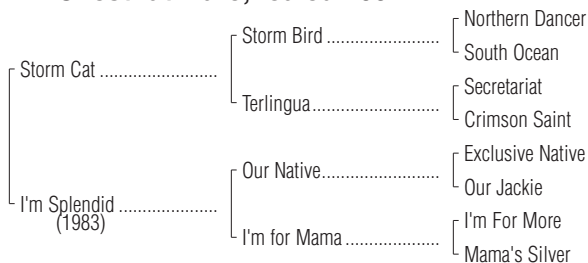 Northern Dancer
Storm Bird ........................
South Ocean
Storm Cat .........................
Secretariat
Terlingua...........................
Crimson Saint
Exclusive Native
Our Native.........................
Our Jackie
I'm Splendid .....................
(1983)
I'm For More
I'm for Mama ....................
Mama's Silver